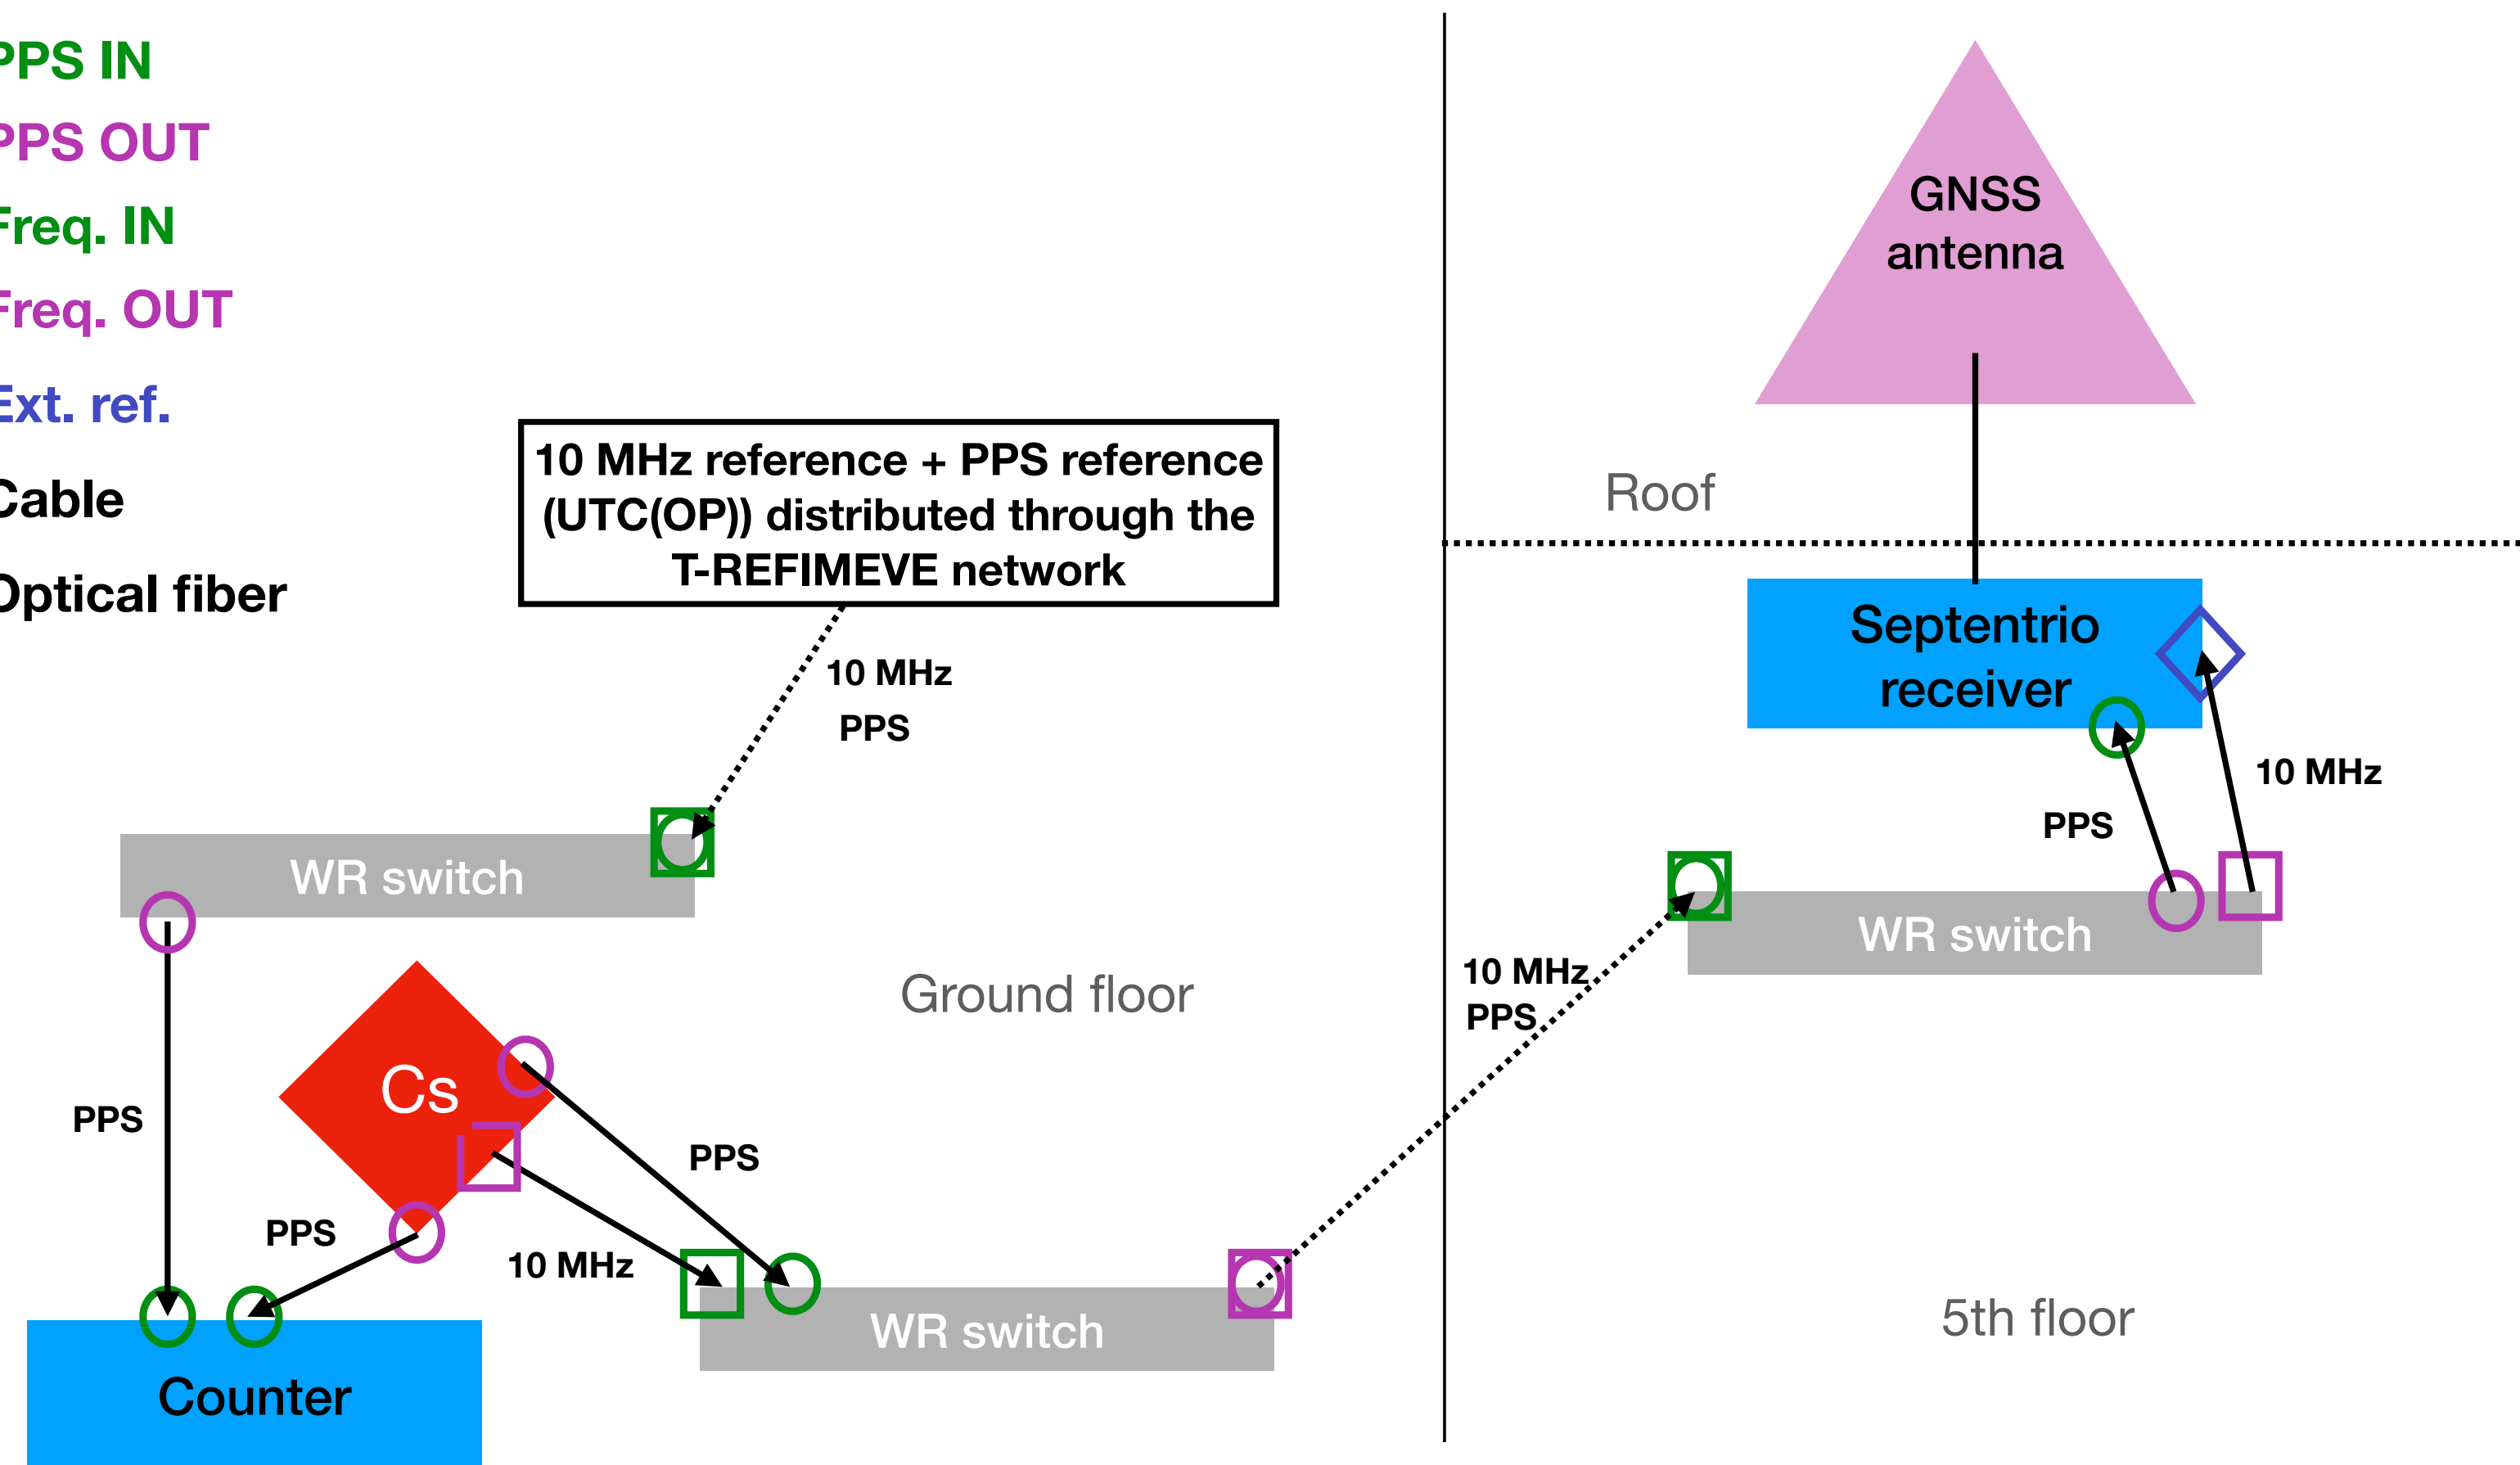 PPS IN
PPS OUT
Freq. IN
Freq. OUT
Ext. ref.
Cable
Optical fiber
10 MHz reference + PPS reference
(UTC(OP)) distributed through the
T-REFIMEVE network
10 MHz
PPS
WR switch
Ground floor
Cs
PPS
PPS
PPS
10 MHz
WR switch
Counter
GNSS
antenna
Roof
Septentrio
receiver
10 MHz
PPS
WR switch
10 MHz
PPS
5th floor